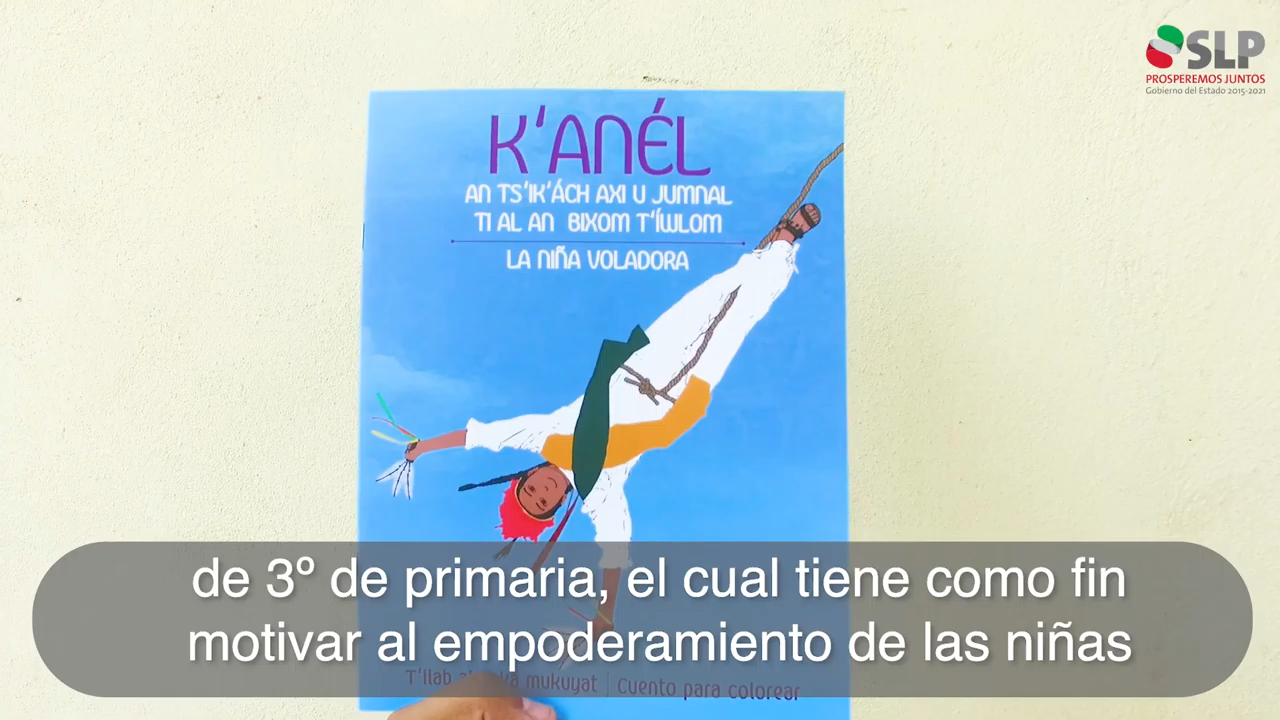 SLP
PROSPEREMOS JUNTOS
Gobierno del Estado 2015-2021
K'ANÉL
AN TS'IK'ÁCH AXI U JUMNAL
TI AL AN BIXOM T'ÍWLOM
LA NIÑA VOLADORA
de 3º de primaria, el cual tiene como fin
motivar al empoderamiento de las niñas
mukuyat | Cuento para colorear